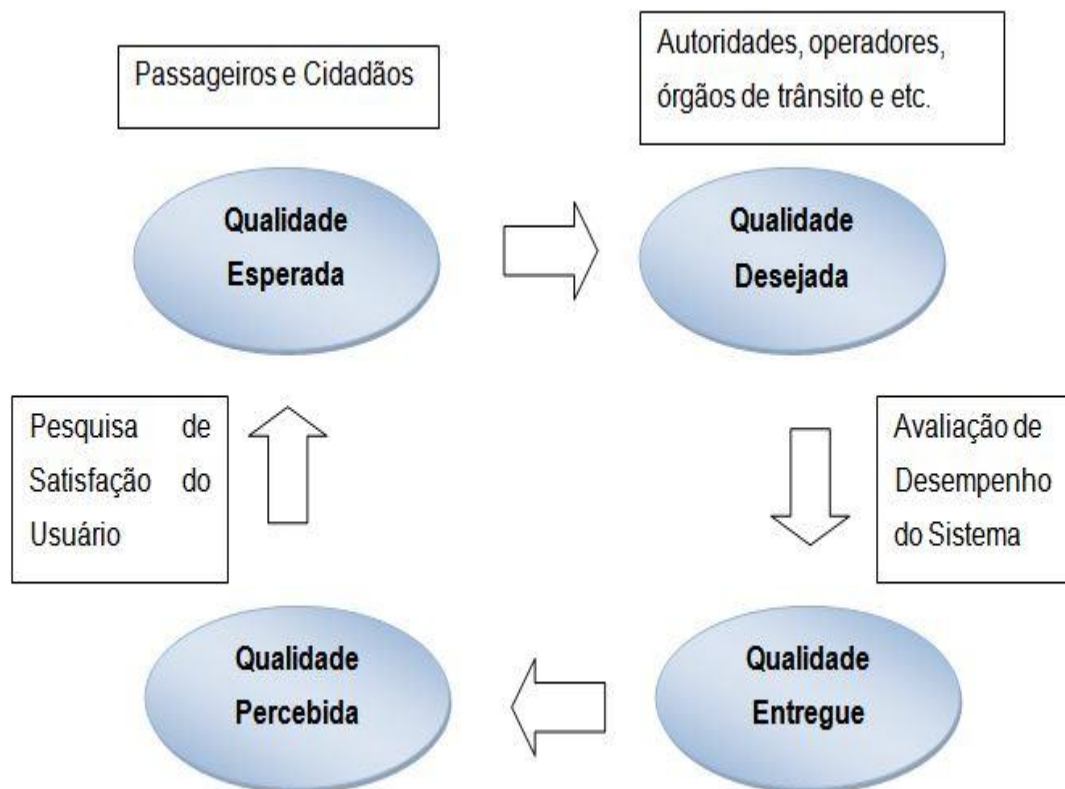 Passageiros e Cidadãos
Autoridades, operadores,
órgãos de trânsito e etc.
Qualidade
Esperada
Qualidade
Desejada
Pesquisa de
Satisfação do
Usuário
Avaliação de
Desempenho
do Sistema
Qualidade
Percebida
Qualidade
Entregue